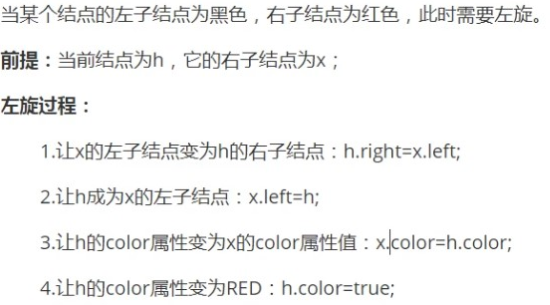 当某个结点的左子结点为黑色，右子结点为红色，此时需要左旋。
前提：当前结点为h，它的右子结点为x；
左旋过程：
1.让x的左子结点变为h的右子结点：h.right=x.left;
2.让h成为x的左子结点：x.left=h;
3.让h的color属性变为x的color属性值：x.color=h.color;
4.让h的color属性变为RED：h.color=true;